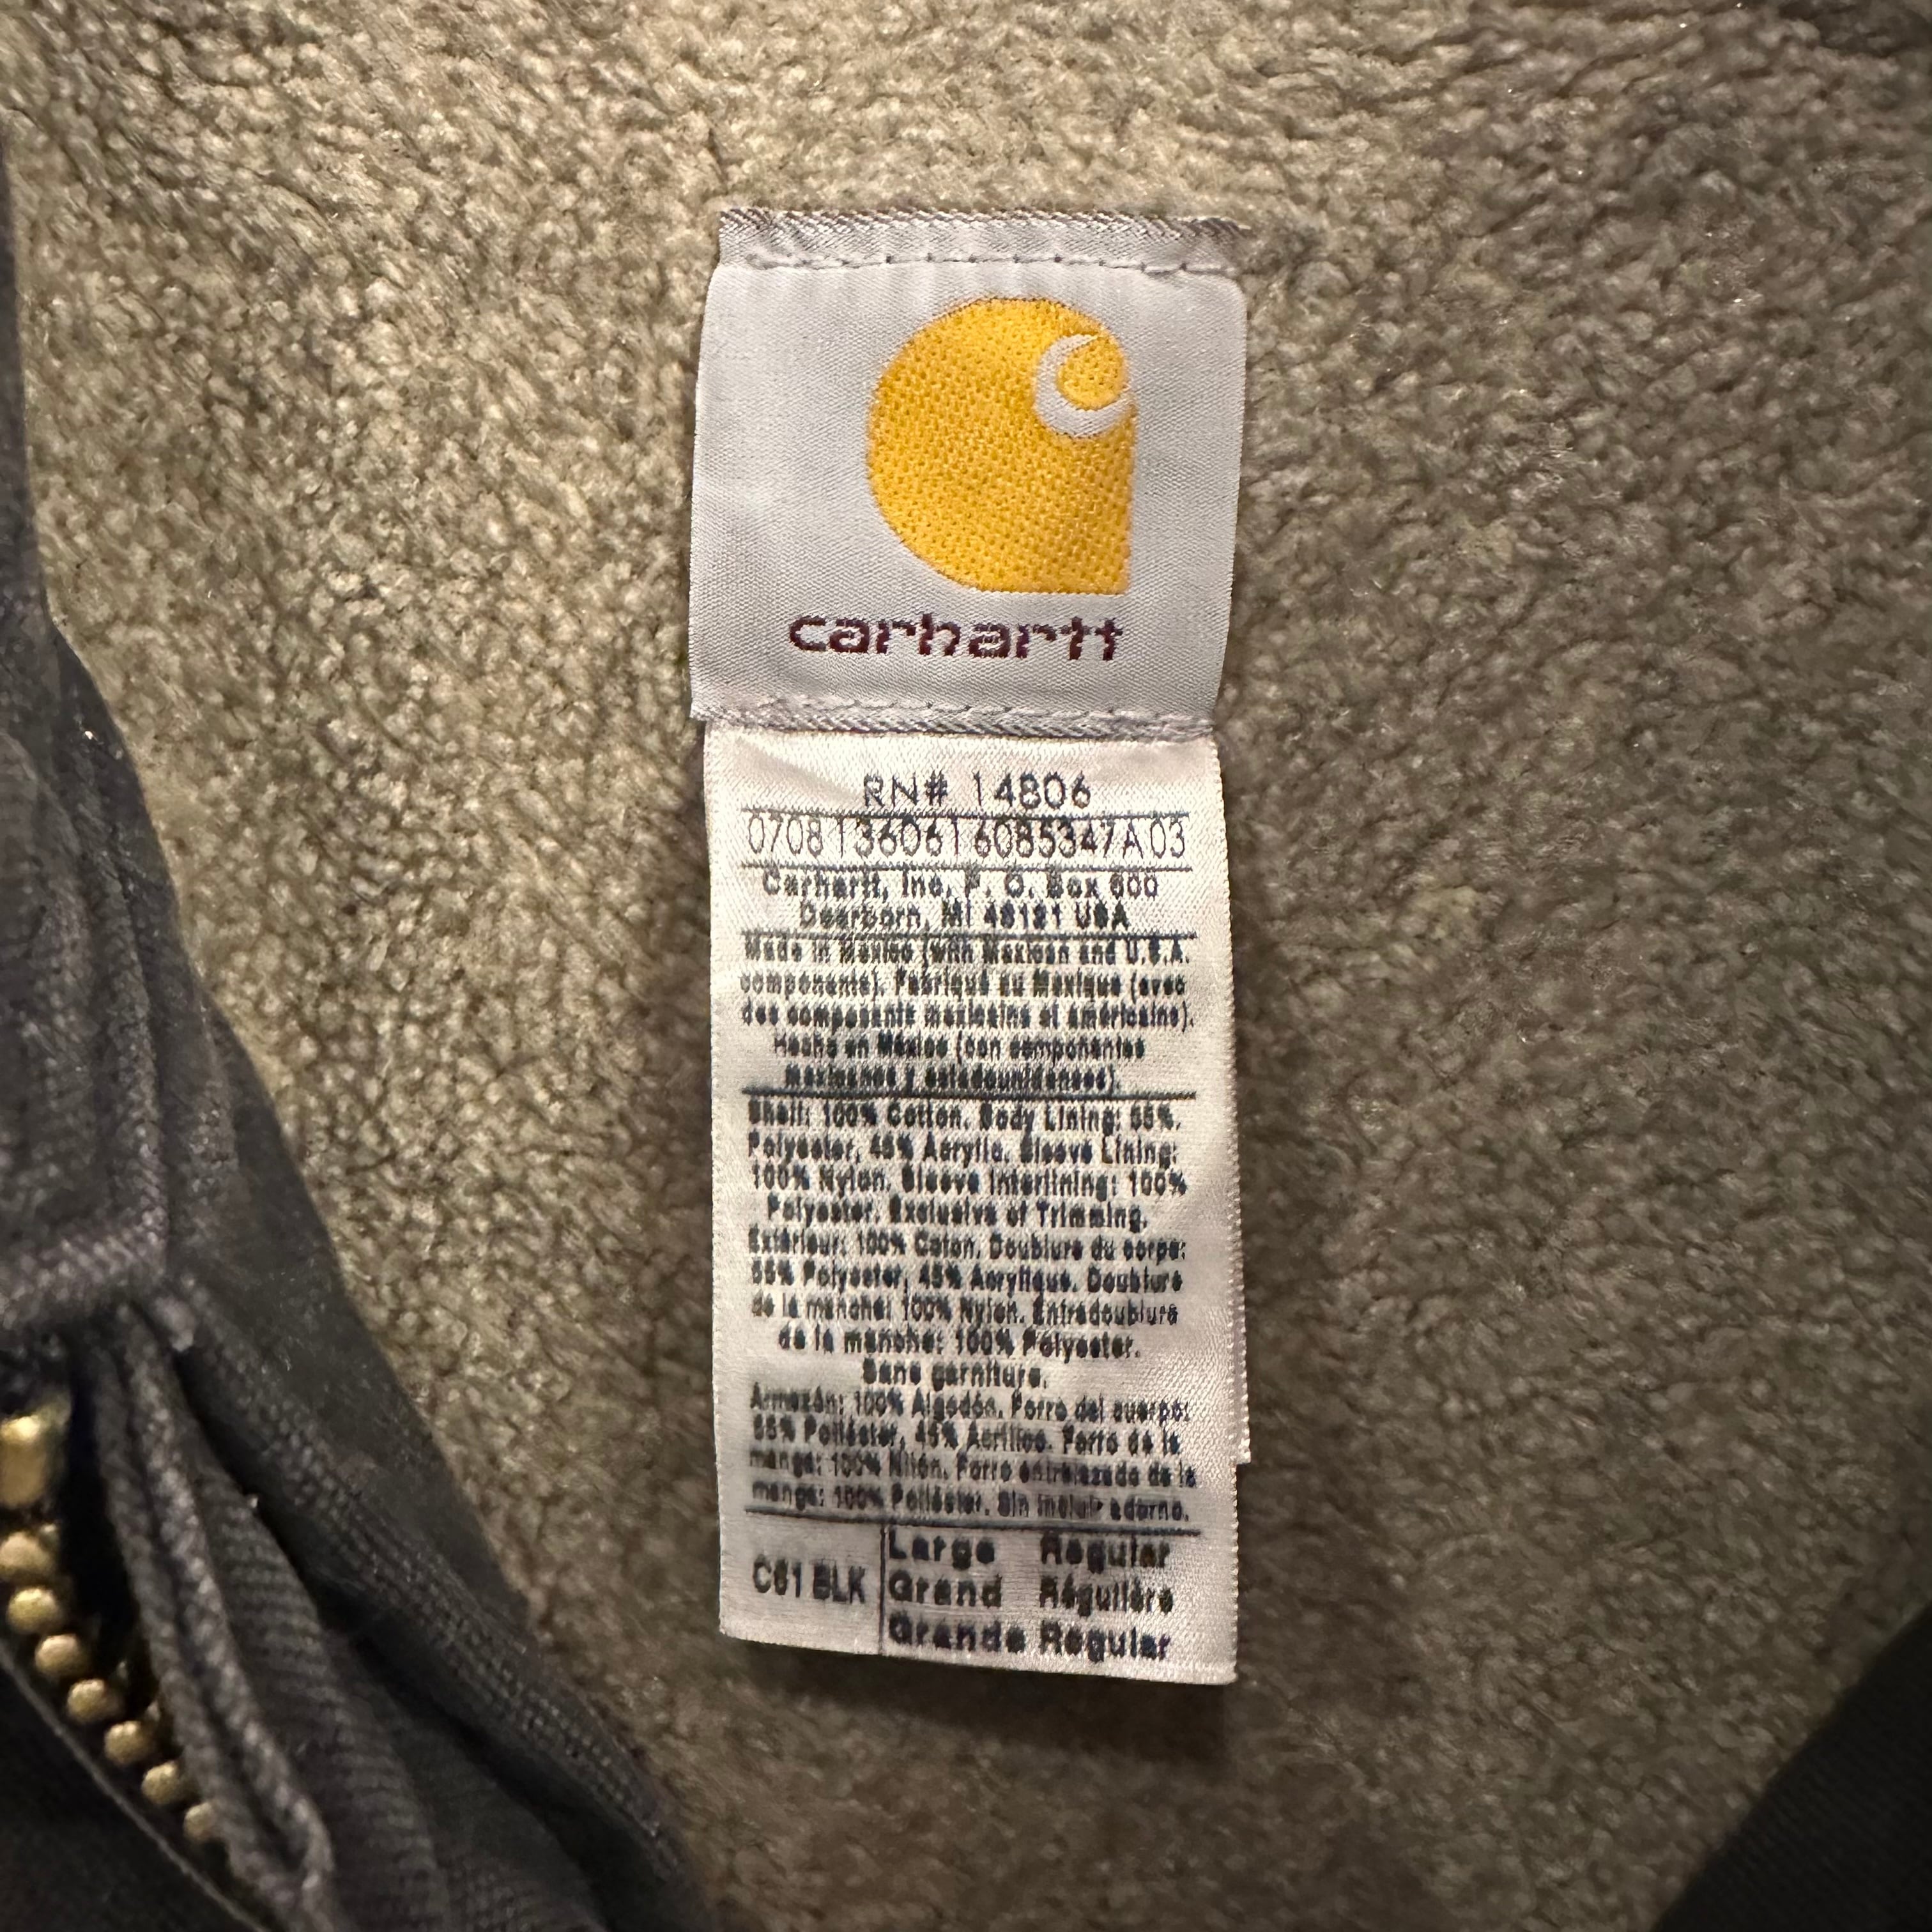 carhartt
RN# 14806
0708136061 6085347A03
Carhartt, Inc. P. O. Box 600
Dearborn, MI 48121 USA
Made in Mexico (with Mexican and U.S.A.
components). Fabriqué au Mexique (avec
des composants mexicains et américains).
Hecho en México (con componentes
mexicanos y estadounidenses).
Shell: 100% Cotton. Body Lining: 55%.
Polyester, 45% Acrylic. Sleeve Lining:
100% Nylon. Sleeve Interlining: 100%
Polyester. Exclusive of Trimming.
Extérieur: 100% Coton. Doublure du corps:
55% Polyester, 45% Acrylique. Doublure
de la manche: 100% Nylon. Entredoublure
de la manche: 100% Polyester.
Sans garniture.
Armazón: 100% Algodón. Forro del cuerpo:
55% Poliéster, 45% Acrílico. Forro de la
manga: 100% Nilón. Forro entrelazado de la
manga: 100% Poliéster. Sin incluir adorno.
C61 BLK
Large Regular
Grand Régulière
Grande Regular